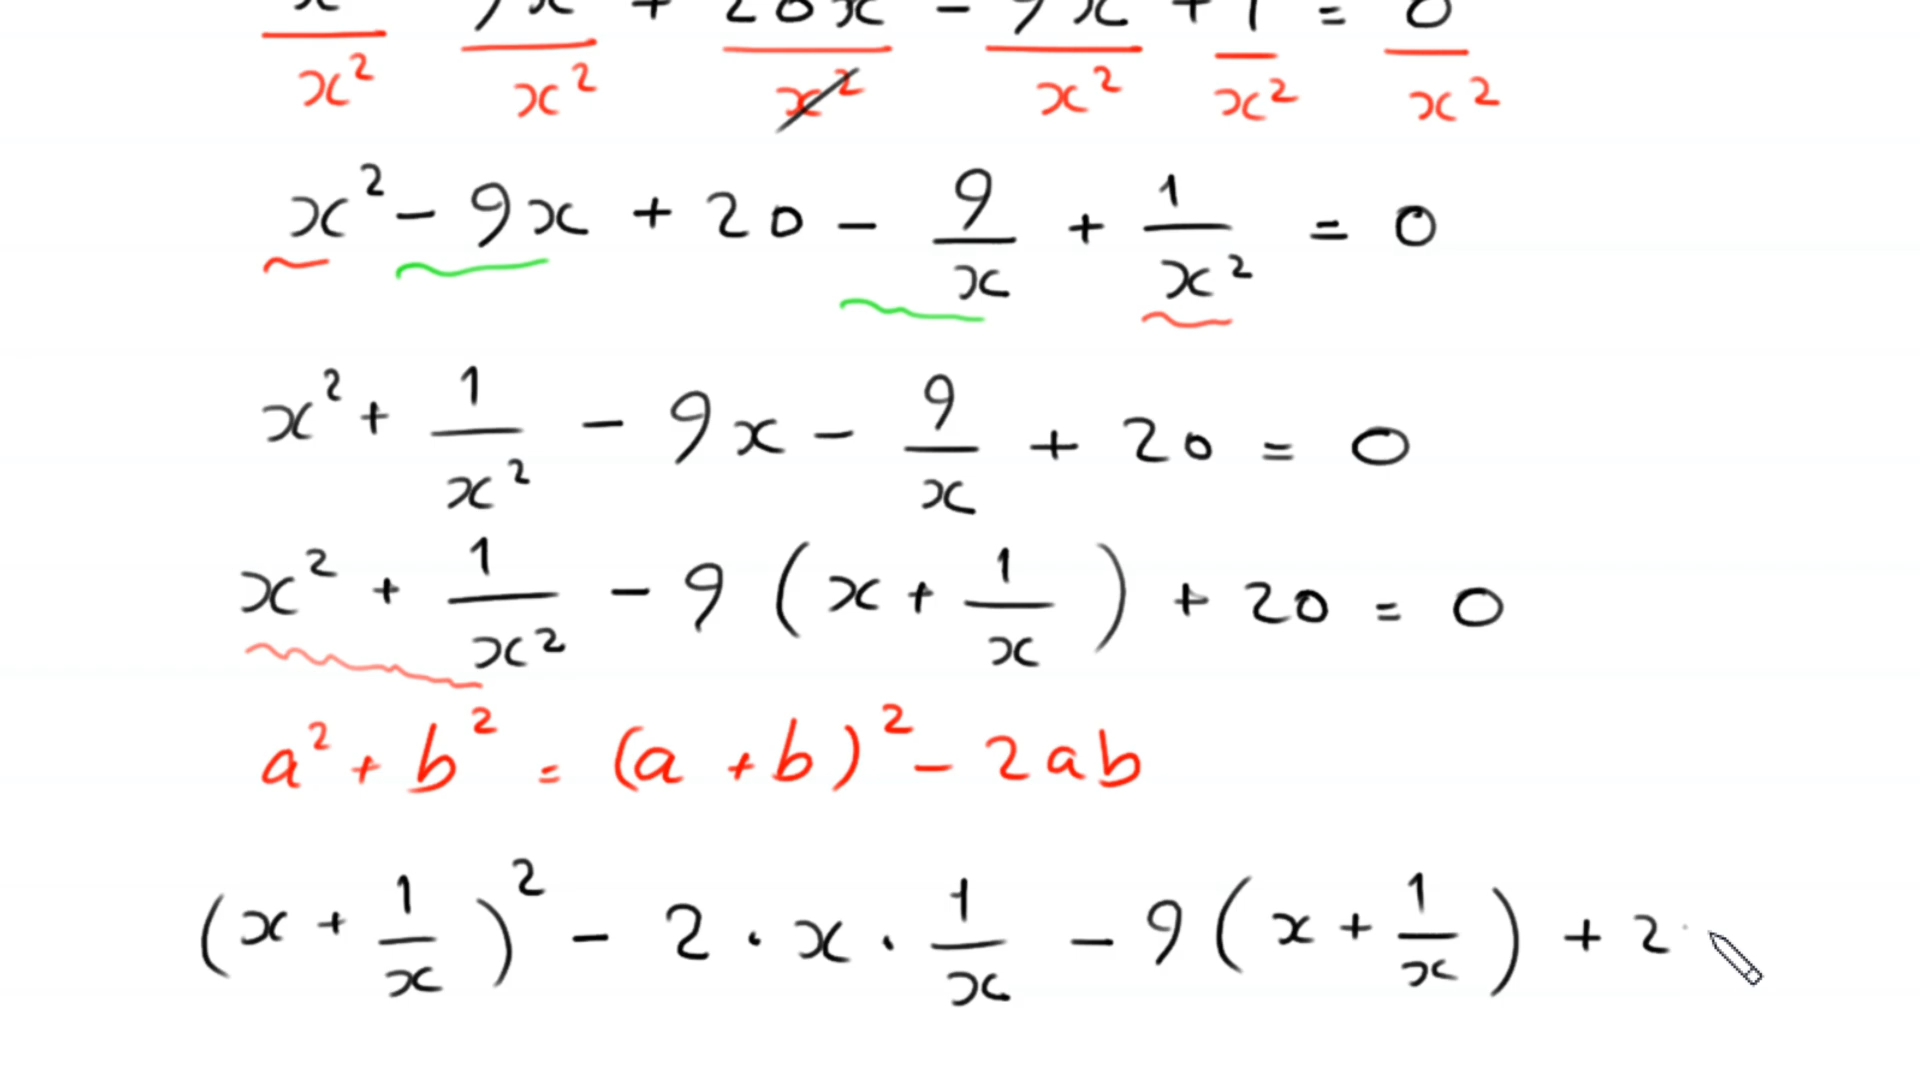 x² 9x + 20x - 9x + 1 = 0
x² x² x² x² x² x²
x² - 9x + 20 - 9/x + 1/x² = 0
x² + 1/x² - 9x - 9/x + 20 = 0
x² + 1/x² - 9 (x + 1/x) + 20 = 0
a² + b² = (a + b)² - 2ab
(x + 1/x)² - 2 · x · 1/x - 9 (x + 1/x) + 2